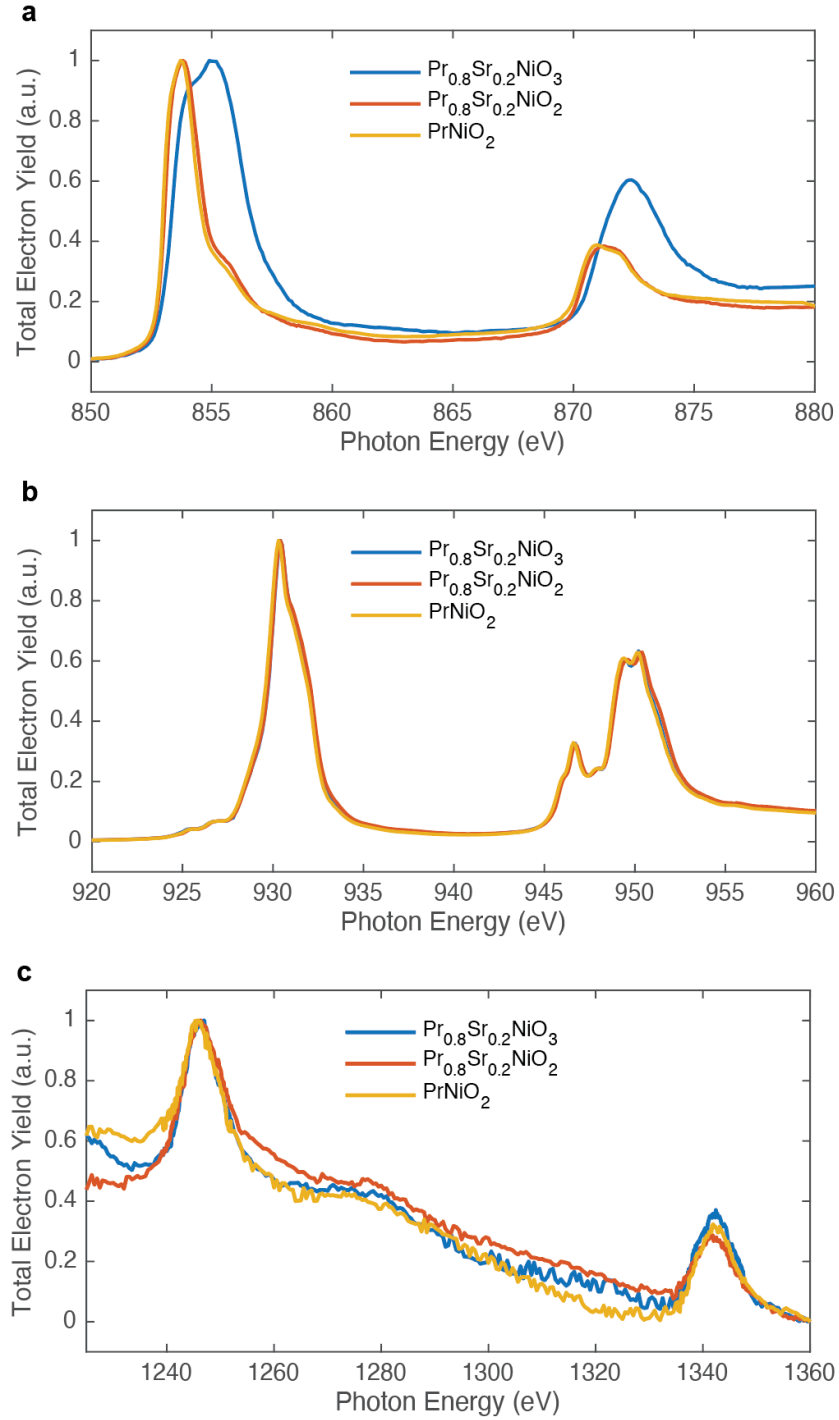 a
Total Electron Yield (a.u.)
1
0.8
0.6
0.4
0.2
0
Pr0.8Sr0.2NiO3
Pr0.8Sr0.2NiO2
PrNiO2
850 855 860 865 870 875 880
Photon Energy (eV)
b
Total Electron Yield (a.u.)
1
0.8
0.6
0.4
0.2
0
Pr0.8Sr0.2NiO3
Pr0.8Sr0.2NiO2
PrNiO2
920 925 930 935 940 945 950 955 960
Photon Energy (eV)
c
Total Electron Yield (a.u.)
1
0.8
0.6
0.4
0.2
0
Pr0.8Sr0.2NiO3
Pr0.8Sr0.2NiO2
PrNiO2
1240 1260 1280 1300 1320 1340 1360
Photon Energy (eV)